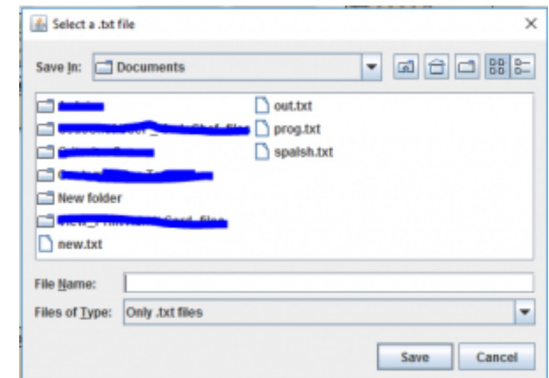 Select a .txt file
Save In: Documents
out.txt
prog.txt
spalsh.txt
New folder
new.txt
File Name:
Files of Type: Only .txt files
Save Cancel